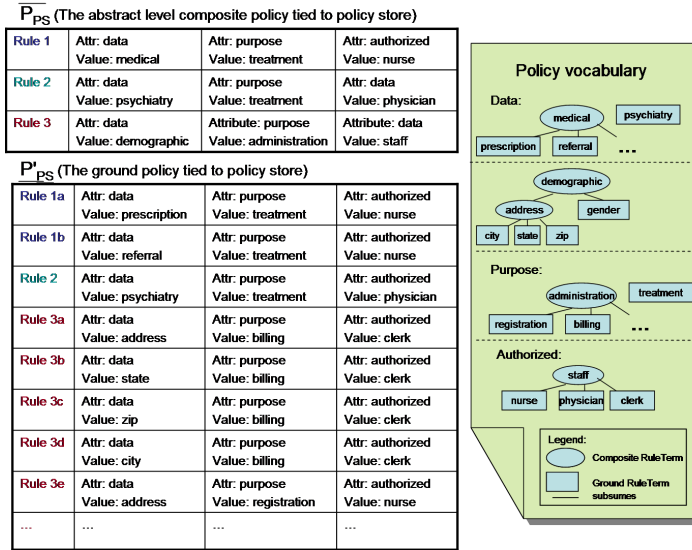 P̅PS (The abstract level composite policy tied to policy store)
Rule 1 Attr: data Attr: purpose Attr: authorized
Value: medical Value: treatment Value: nurse
Rule 2 Attr: data Attr: purpose Attr: data
Value: psychiatry Value: treatment Value: physician
Rule 3 Attr: data Attribute: purpose Attribute: data
Value: demographic Value: administration Value: staff
P'PS (The ground policy tied to policy store)
Rule 1a Attr: data Attr: purpose Attr: authorized
Value: prescription Value: treatment Value: nurse
Rule 1b Attr: data Attr: purpose Attr: authorized
Value: referral Value: treatment Value: nurse
Rule 2 Attr: data Attr: purpose Attr: authorized
Value: psychiatry Value: treatment Value: physician
Rule 3a Attr: data Attr: purpose Attr: authorized
Value: address Value: billing Value: clerk
Rule 3b Attr: data Attr: purpose Attr: authorized
Value: state Value: billing Value: clerk
Rule 3c Attr: data Attr: purpose Attr: authorized
Value: zip Value: billing Value: clerk
Rule 3d Attr: data Attr: purpose Attr: authorized
Value: city Value: billing Value: clerk
Rule 3e Attr: data Attr: purpose Attr: authorized
Value: address Value: registration Value: nurse
... ... ... ...
Policy vocabulary
Data:
medical psychiatry
prescription referral ...
demographic
address gender
city state zip
Purpose:
administration treatment
registration billing ...
Authorized:
staff
nurse physician clerk
Legend:
Composite RuleTerm
Ground RuleTerm
subsumes